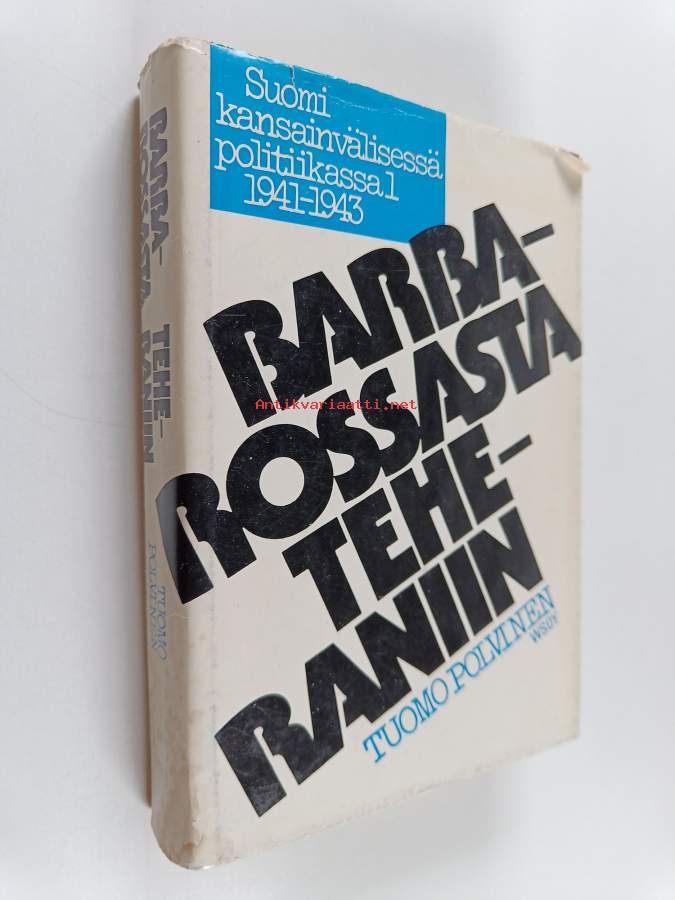 Suomi
kansainvälisessä
politiikassa 1
1941-1943
BARBA-
ROSSASTA
TEHE-
RANIIN
TUOMO POLVINEN
WSOY
BARBA-
ROSSASTA
TEHE-
RANIIN
TUOMO
POLVINEN
Antikvariaatti.net